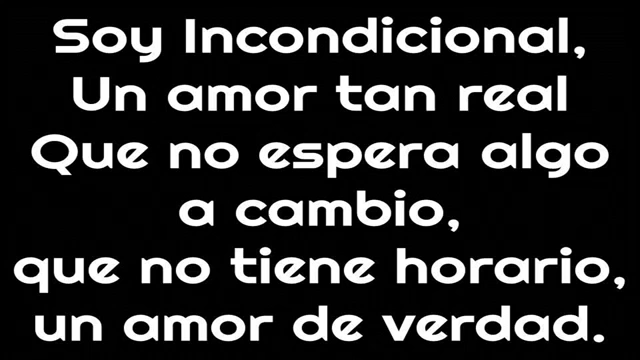 Soy Incondicional,
Un amor tan real
Que no espera algo
a cambio,
que no tiene horario,
un amor de verdad.